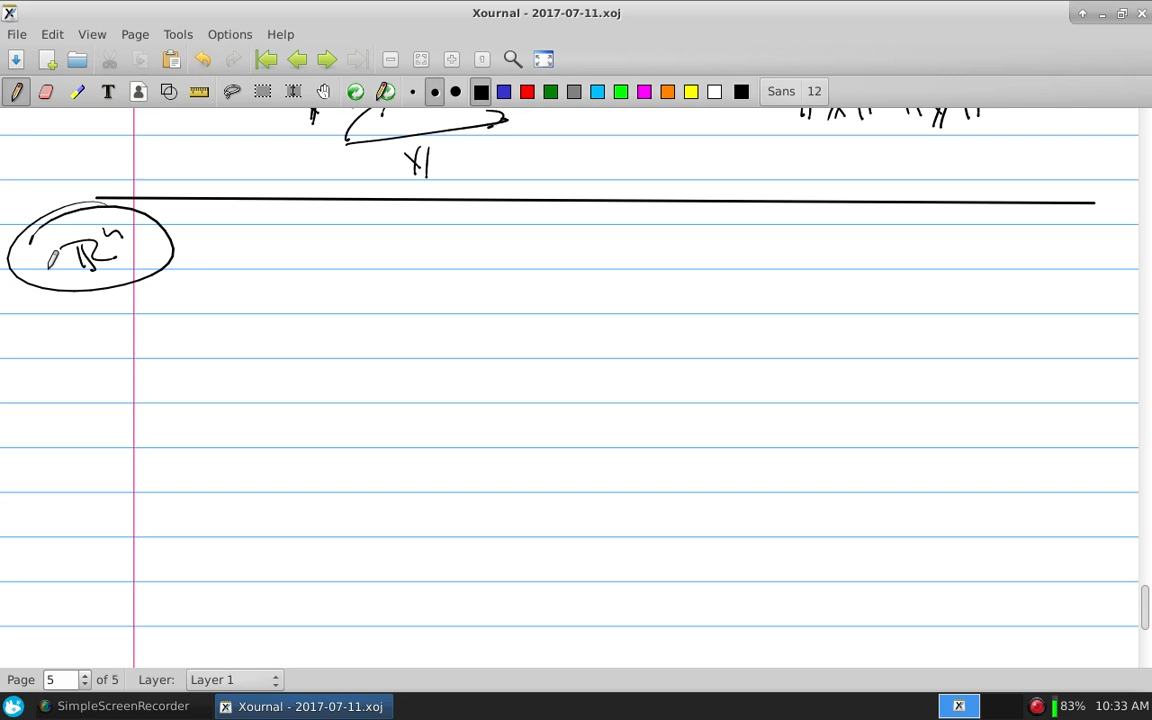 Xournal - 2017-07-11.xoj
File Edit View Page Tools Options Help
Sans 12
x1
ℝⁿ
Page 5 of 5 Layer: Layer 1
SimpleScreenRecorder Xournal - 2017-07-11.xoj 83% 10:33 AM